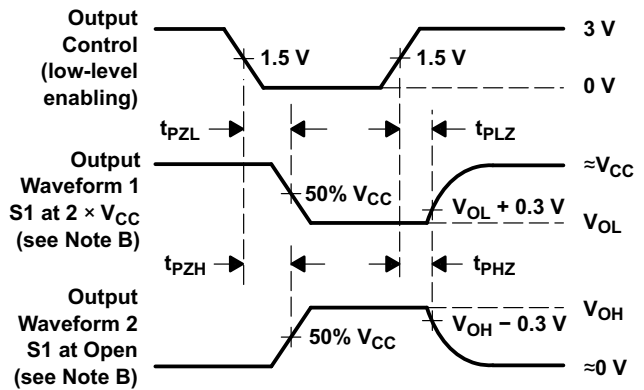 Output
Control
(low-level
enabling)
1.5 V
1.5 V
3 V
0 V
tPZL
tPLZ
Output
Waveform 1
S1 at 2 × VCC
(see Note B)
50% VCC
VOL + 0.3 V
≈VCC
VOL
tPZH
tPHZ
Output
Waveform 2
S1 at Open
(see Note B)
50% VCC
VOH − 0.3 V
VOH
≈0 V